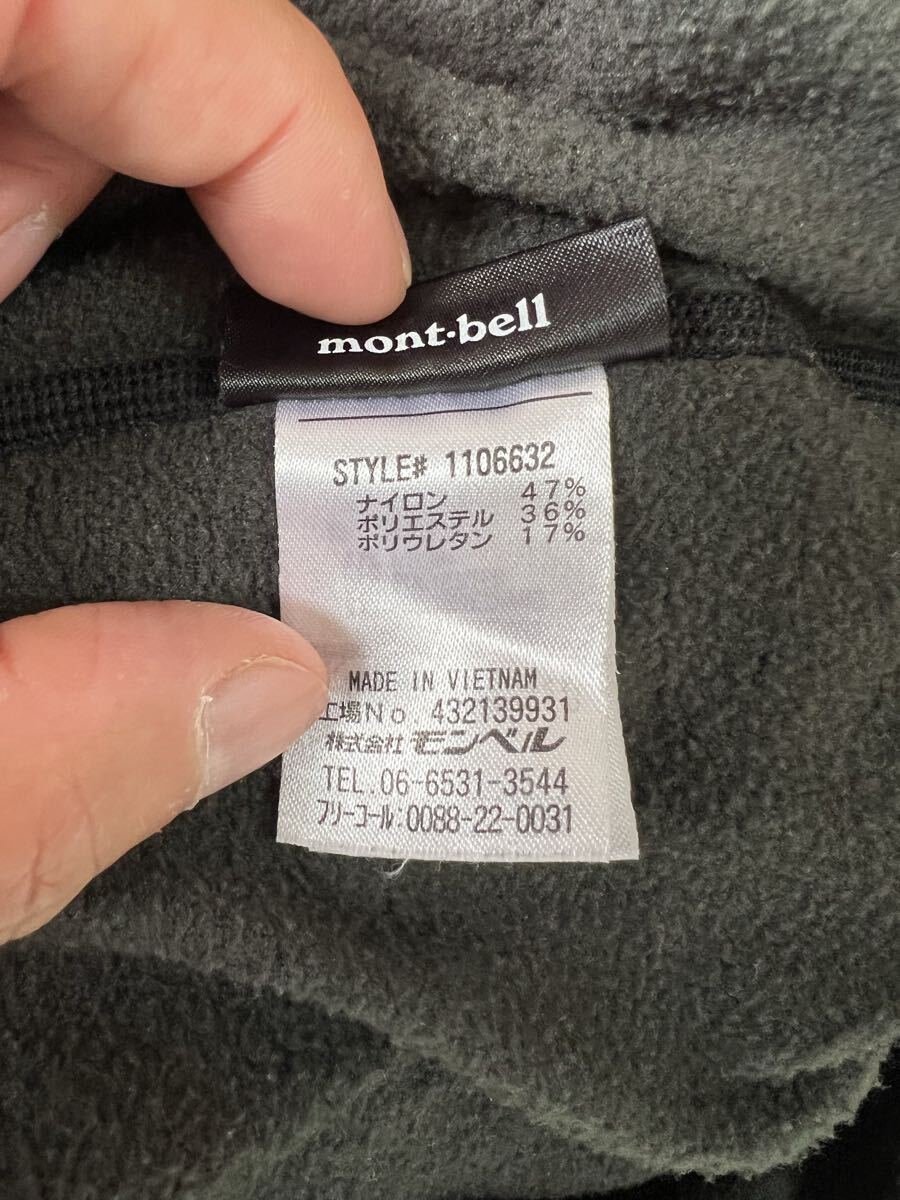 mont-bell
STYLE# 1106632
ナイロン 47%
ポリエステル 36%
ポリウレタン 17%
MADE IN VIETNAM
工場No. 432139931
株式会社 モンベル
TEL.06-6531-3544
フリーコール:0088-22-0031